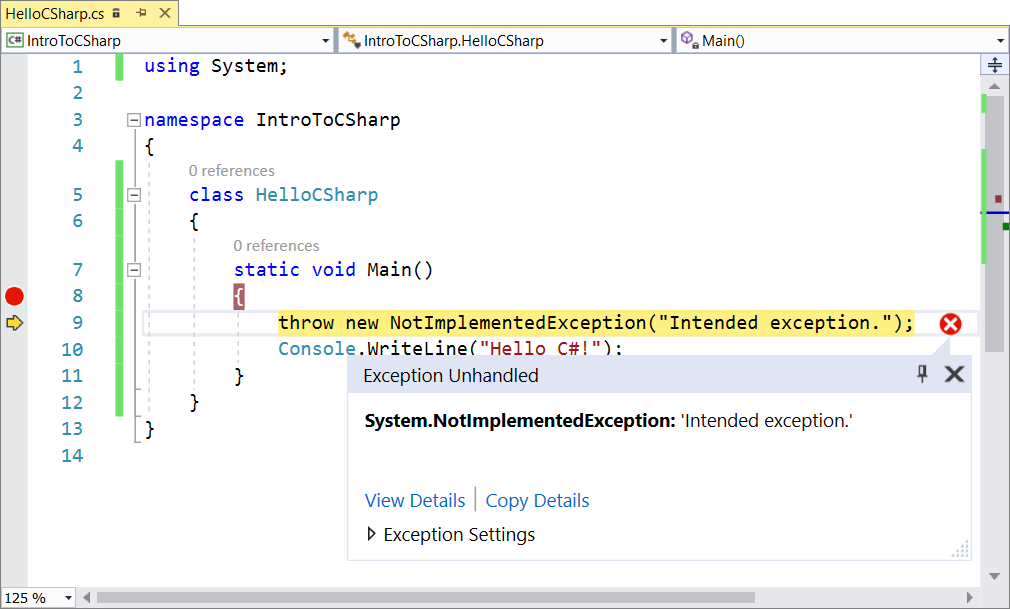 HelloCSharp.cs
C# IntroToCSharp IntroToCSharp.HelloCSharp Main()
1 using System;
2
3 namespace IntroToCSharp
4 {
0 references
5 class HelloCSharp
6 {
0 references
7 static void Main()
8 {
9 throw new NotImplementedException("Intended exception.");
10 Console.WriteLine("Hello C#!");
11 }
12 }
13 }
14
Exception Unhandled
System.NotImplementedException: 'Intended exception.'
View Details | Copy Details
Exception Settings
125 %